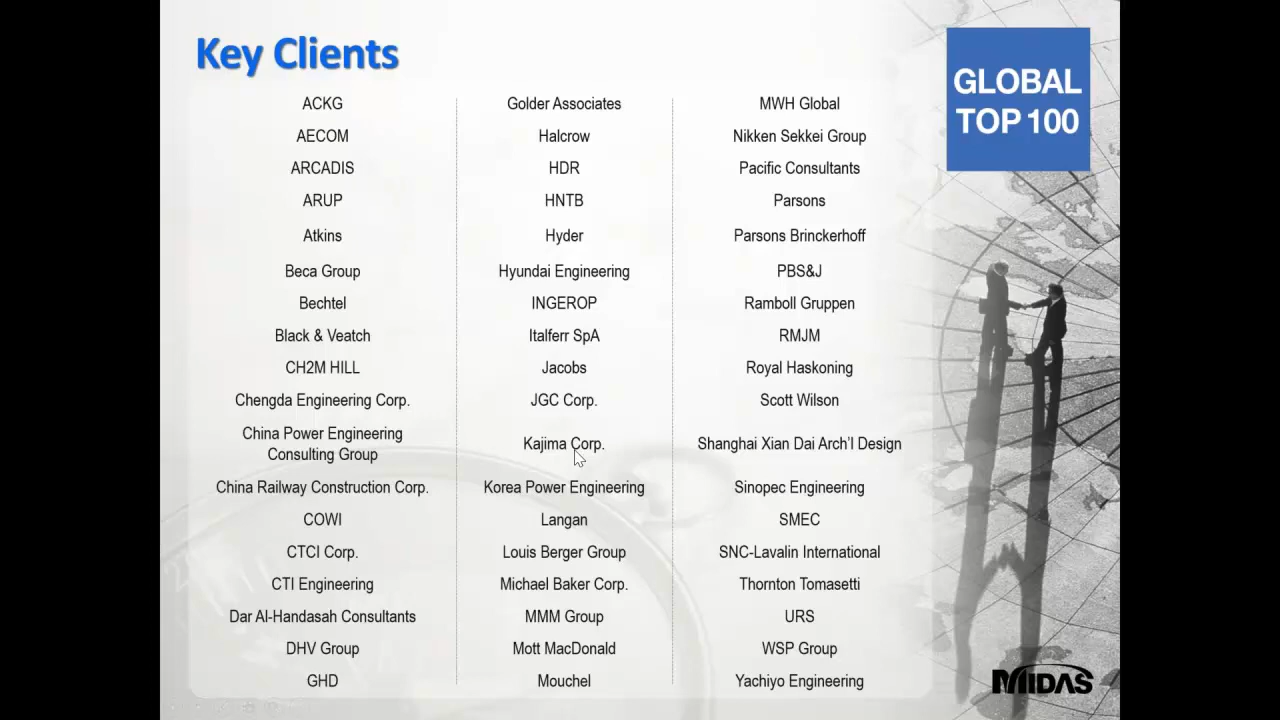 Key Clients
GLOBAL
TOP 100
ACKG
AECOM
ARCADIS
ARUP
Atkins
Beca Group
Bechtel
Black & Veatch
CH2M HILL
Chengda Engineering Corp.
China Power Engineering
Consulting Group
China Railway Construction Corp.
COWI
CTCI Corp.
CTI Engineering
Dar Al-Handasah Consultants
DHV Group
GHD
Golder Associates
Halcrow
HDR
HNTB
Hyder
Hyundai Engineering
INGEROP
Italferr SpA
Jacobs
JGC Corp.
Kajima Corp.
Korea Power Engineering
Langan
Louis Berger Group
Michael Baker Corp.
MMM Group
Mott MacDonald
Mouchel
MWH Global
Nikken Sekkei Group
Pacific Consultants
Parsons
Parsons Brinckerhoff
PBS&J
Ramboll Gruppen
RMJM
Royal Haskoning
Scott Wilson
Shanghai Xian Dai Arch'l Design
Sinopec Engineering
SMEC
SNC-Lavalin International
Thornton Tomasetti
URS
WSP Group
Yachiyo Engineering
MIDAS